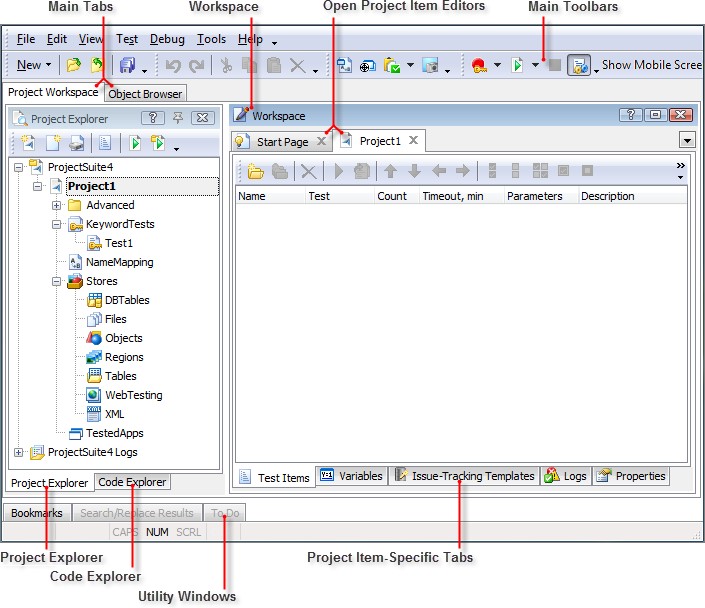 Main Tabs
Workspace
Open Project Item Editors
Main Toolbars
File Edit View Test Debug Tools Help
New
Show Mobile Scree
Project Workspace Object Browser
Project Explorer
Workspace
Start Page
Project1
ProjectSuite4
Project1
Advanced
KeywordTests
Test1
NameMapping
Stores
DBTables
Files
Objects
Regions
Tables
WebTesting
XML
TestedApps
ProjectSuite4 Logs
Name Test Count Timeout, min Parameters Description
Project Explorer Code Explorer
Test Items Variables Issue-Tracking Templates Logs Properties
Bookmarks Search/Replace Results To Do
CAPS NUM SCRL
Project Explorer
Code Explorer
Utility Windows
Project Item-Specific Tabs